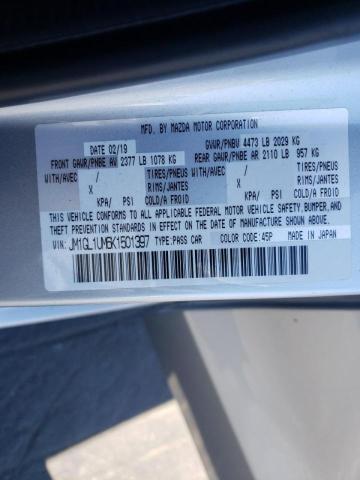 MFD. BY MAZDA MOTOR CORPORATION
DATE 02/19 GVWR/PNBV 4473 LB 2029 KG
FRONT GAWR/PNBE AV 2377 LB 1078 KG REAR GAWR/PNBE AR 2110 LB 957 KG
WITH/AVEC / TIRES/PNEUS WITH/AVEC / TIRES/PNEUS
X RIMS/JANTES X RIMS/JANTES
KPA/ PSI COLD/A FROID KPA/ PSI COLD/A FROID
THIS VEHICLE CONFORMS TO ALL APPLICABLE FEDERAL MOTOR VEHICLE SAFETY,BUMPER,AND
THEFT PREVENTION STANDARDS IN EFFECT ON THE DATE OF MANUFACTURE SHOWN ABOVE.
VIN: JM1GL1UM6K1501397 TYPE:PASS CAR COLOR CODE: 45P MADE IN JAPAN